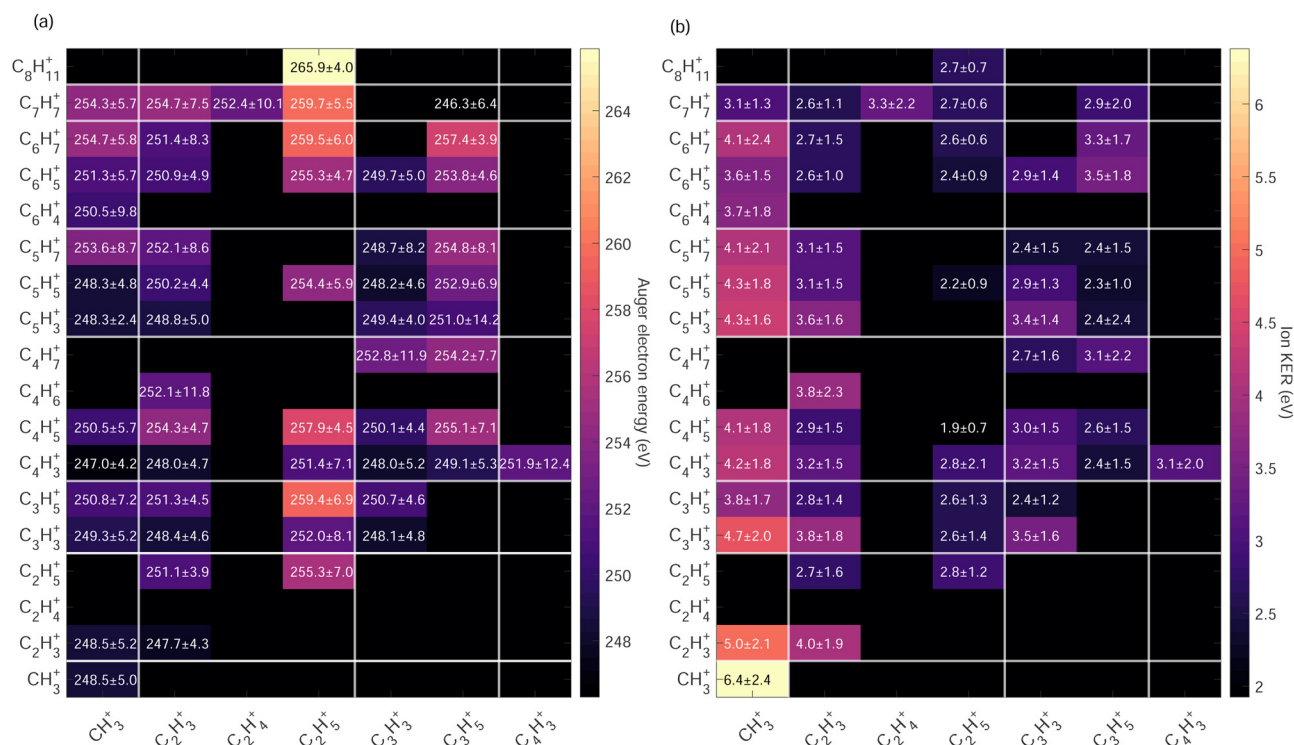 (a)
C₈H₁₁⁺ 265.9±4.0
C₇H₇⁺ 254.3±5.7 254.7±7.5 252.4±10.1 259.7±5.5 246.3±6.4
C₆H₇⁺ 254.7±5.8 251.4±8.3 259.5±6.0 257.4±3.9
C₆H₅⁺ 251.3±5.7 250.9±4.9 255.3±4.7 249.7±5.0 253.8±4.6
C₆H₄⁺ 250.5±9.8
C₅H₇⁺ 253.6±8.7 252.1±8.6 248.7±8.2 254.8±8.1
C₅H₅⁺ 248.3±4.8 250.2±4.4 254.4±5.9 248.2±4.6 252.9±6.9
C₅H₃⁺ 248.3±2.4 248.8±5.0 249.4±4.0 251.0±14.2
C₄H₇⁺ 252.8±11.9 254.2±7.7
C₄H₆⁺ 252.1±11.8
C₄H₅⁺ 250.5±5.7 254.3±4.7 257.9±4.5 250.1±4.4 255.1±7.1
C₄H₃⁺ 247.0±4.2 248.0±4.7 251.4±7.1 248.0±5.2 249.1±5.3 251.9±12.4
C₃H₅⁺ 250.8±7.2 251.3±4.5 259.4±6.9 250.7±4.6
C₃H₃⁺ 249.3±5.2 248.4±4.6 252.0±8.1 248.1±4.8
C₂H₅⁺ 251.1±3.9 255.3±7.0
C₂H₄⁺
C₂H₃⁺ 248.5±5.2 247.7±4.3
CH₃⁺ 248.5±5.0
CH₃⁺ C₂H₃⁺ C₂H₄⁺ C₂H₅⁺ C₃H₃⁺ C₃H₅⁺ C₄H₃⁺
264
262
260
258
256
254
252
250
248
Auger electron energy (eV)
(b)
C₈H₁₁⁺ 2.7±0.7
C₇H₇⁺ 3.1±1.3 2.6±1.1 3.3±2.2 2.7±0.6 2.9±2.0
C₆H₇⁺ 4.1±2.4 2.7±1.5 2.6±0.6 3.3±1.7
C₆H₅⁺ 3.6±1.5 2.6±1.0 2.4±0.9 2.9±1.4 3.5±1.8
C₆H₄⁺ 3.7±1.8
C₅H₇⁺ 4.1±2.1 3.1±1.5 2.4±1.5 2.4±1.5
C₅H₅⁺ 4.3±1.8 3.1±1.5 2.2±0.9 2.9±1.3 2.3±1.0
C₅H₃⁺ 4.3±1.6 3.6±1.6 3.4±1.4 2.4±2.4
C₄H₇⁺ 2.7±1.6 3.1±2.2
C₄H₆⁺ 3.8±2.3
C₄H₅⁺ 4.1±1.8 2.9±1.5 1.9±0.7 3.0±1.5 2.6±1.5
C₄H₃⁺ 4.2±1.8 3.2±1.5 2.8±2.1 3.2±1.5 2.4±1.5 3.1±2.0
C₃H₅⁺ 3.8±1.7 2.8±1.4 2.6±1.3 2.4±1.2
C₃H₃⁺ 4.7±2.0 3.8±1.8 2.6±1.4 3.5±1.6
C₂H₅⁺ 2.7±1.6 2.8±1.2
C₂H₄⁺
C₂H₃⁺ 5.0±2.1 4.0±1.9
CH₃⁺ 6.4±2.4
CH₃⁺ C₂H₃⁺ C₂H₄⁺ C₂H₅⁺ C₃H₃⁺ C₃H₅⁺ C₄H₃⁺
6
5.5
5
4.5
4
3.5
3
2.5
2
Ion KER (eV)